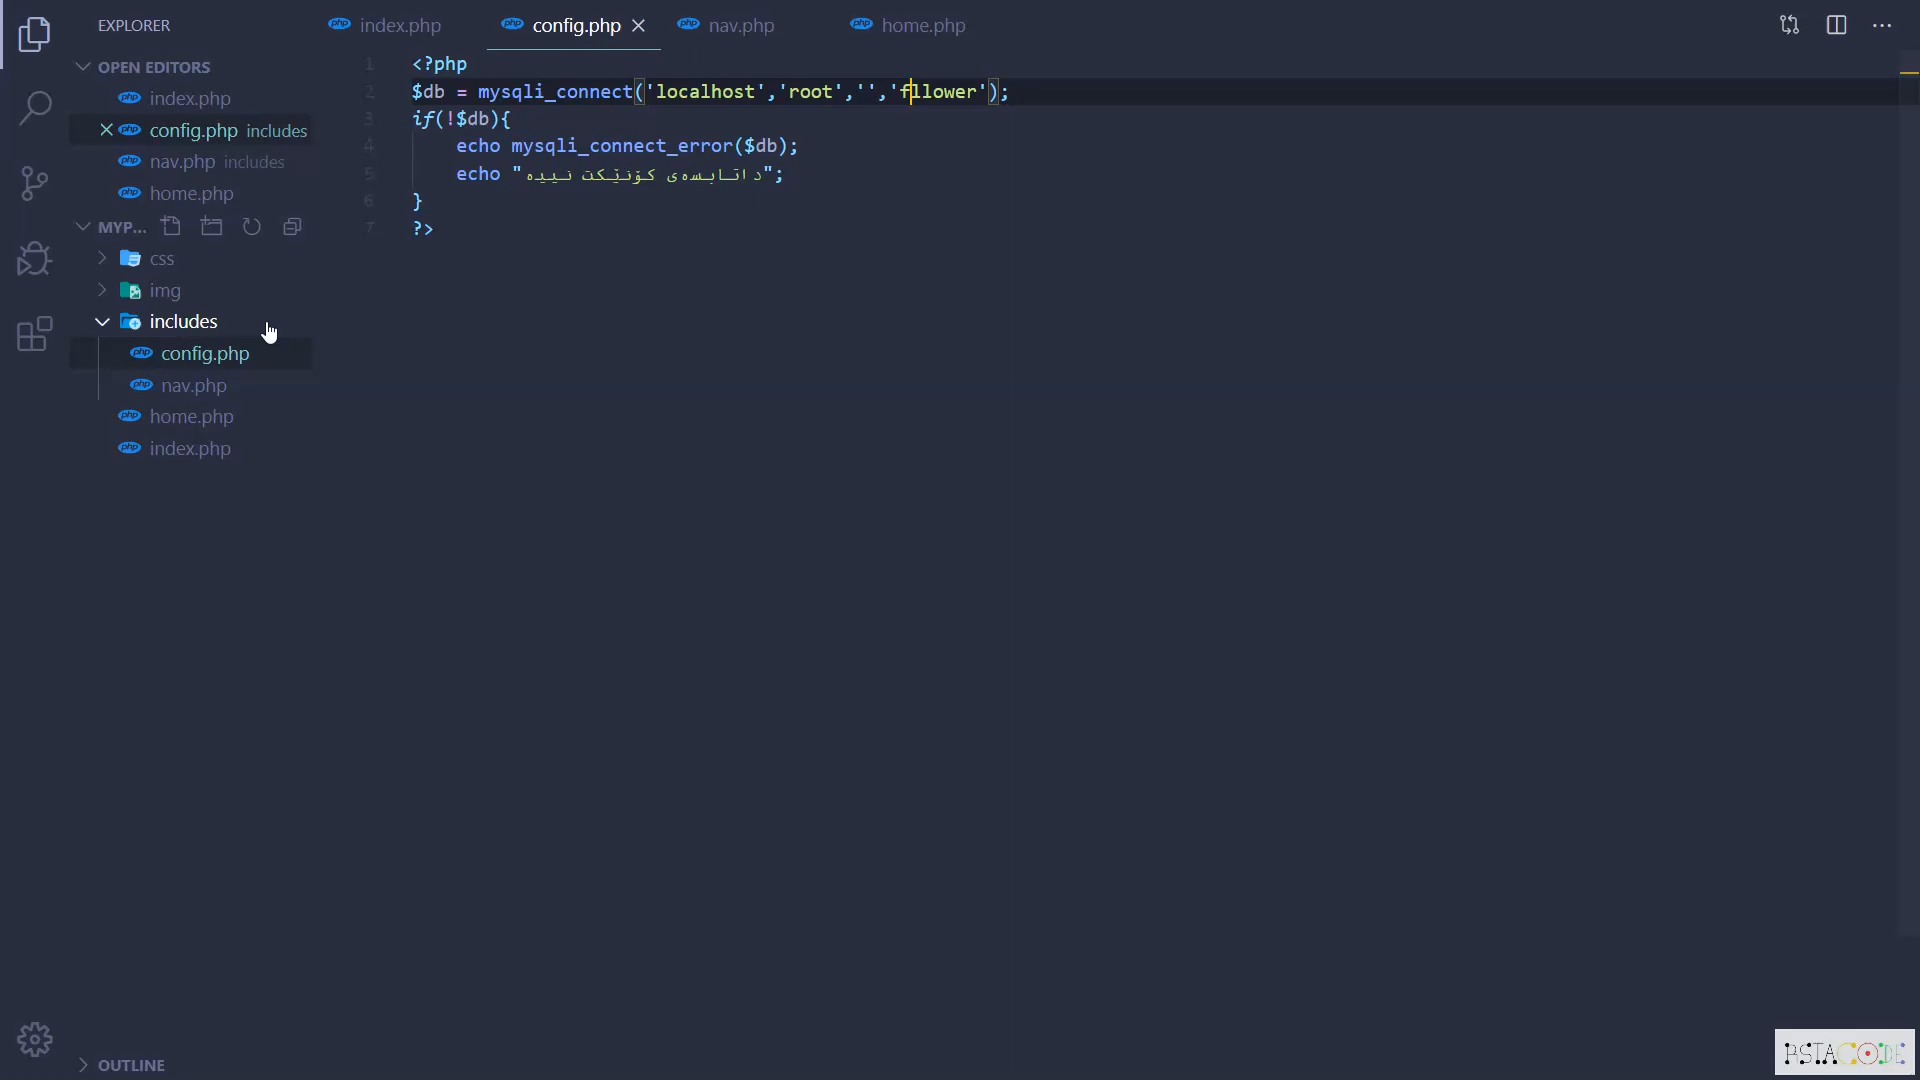 EXPLORER
OPEN EDITORS
index.php
config.php includes
nav.php includes
home.php
MYP...
css
img
includes
config.php
nav.php
home.php
index.php
OUTLINE
index.php
config.php
nav.php
home.php
1 <?php
2 $db = mysqli_connect('localhost','root','','fllower');
3 if(!$db){
4 echo mysqli_connect_error($db);
5 echo "داتابسەی کۆنێکت نییە";
6 }
7 ?>